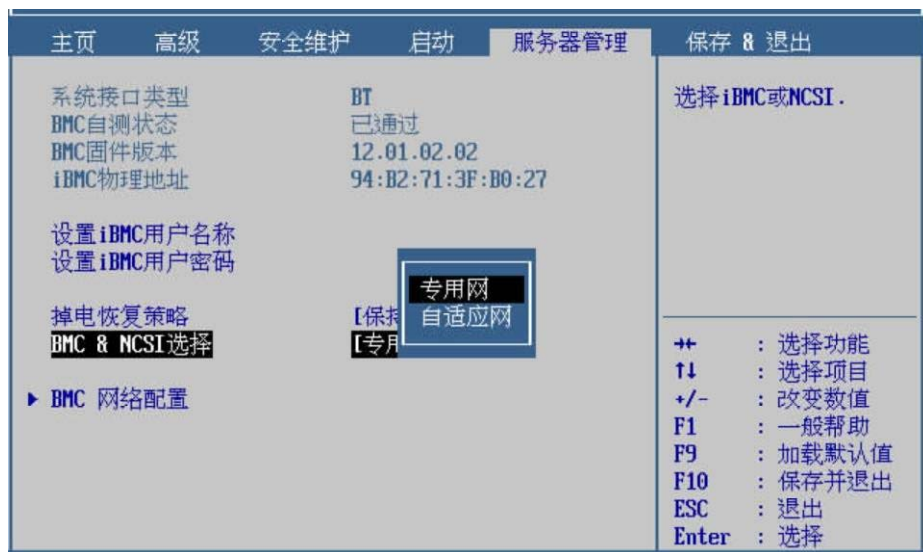 主页 高级 安全维护 启动 服务器管理 保存 & 退出
系统接口类型 BT
BMC自测状态 已通过
BMC固件版本 12.01.02.02
iBMC物理地址 94:B2:71:3F:B0:27
设置iBMC用户名称
设置iBMC用户密码
掉电恢复策略 [保持
BMC & NCSI选择 [专用
BMC 网络配置
专用网
自适应网
选择iBMC或NCSI.
→← : 选择功能
↑↓ : 选择项目
+/- : 改变数值
F1 : 一般帮助
F9 : 加载默认值
F10 : 保存并退出
ESC : 退出
Enter : 选择